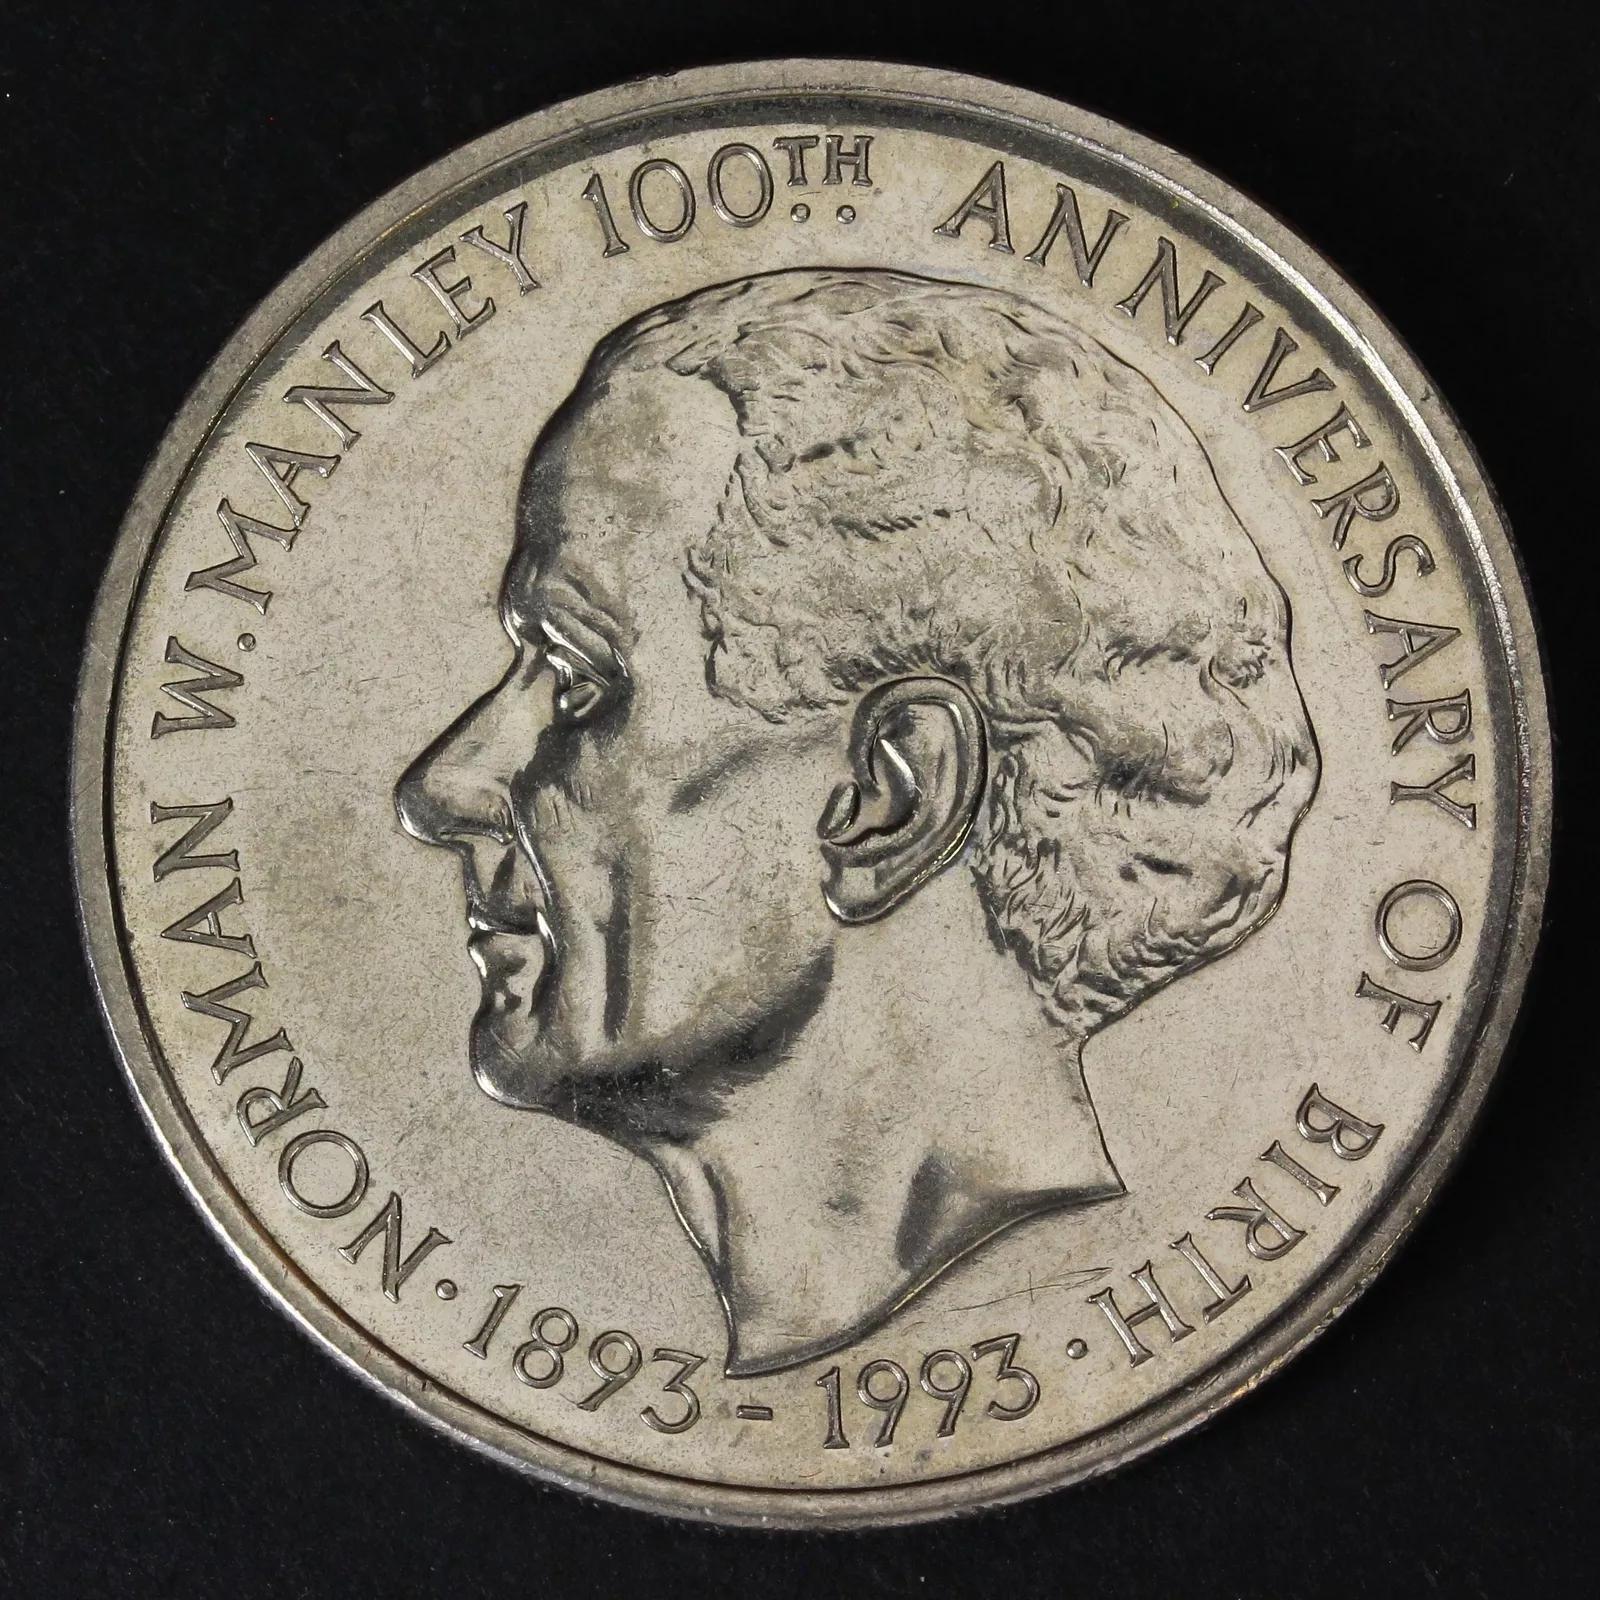 NORMAN W. MANLEY 100TH ANNIVERSARY OF BIRTH
· 1893 - 1993 ·